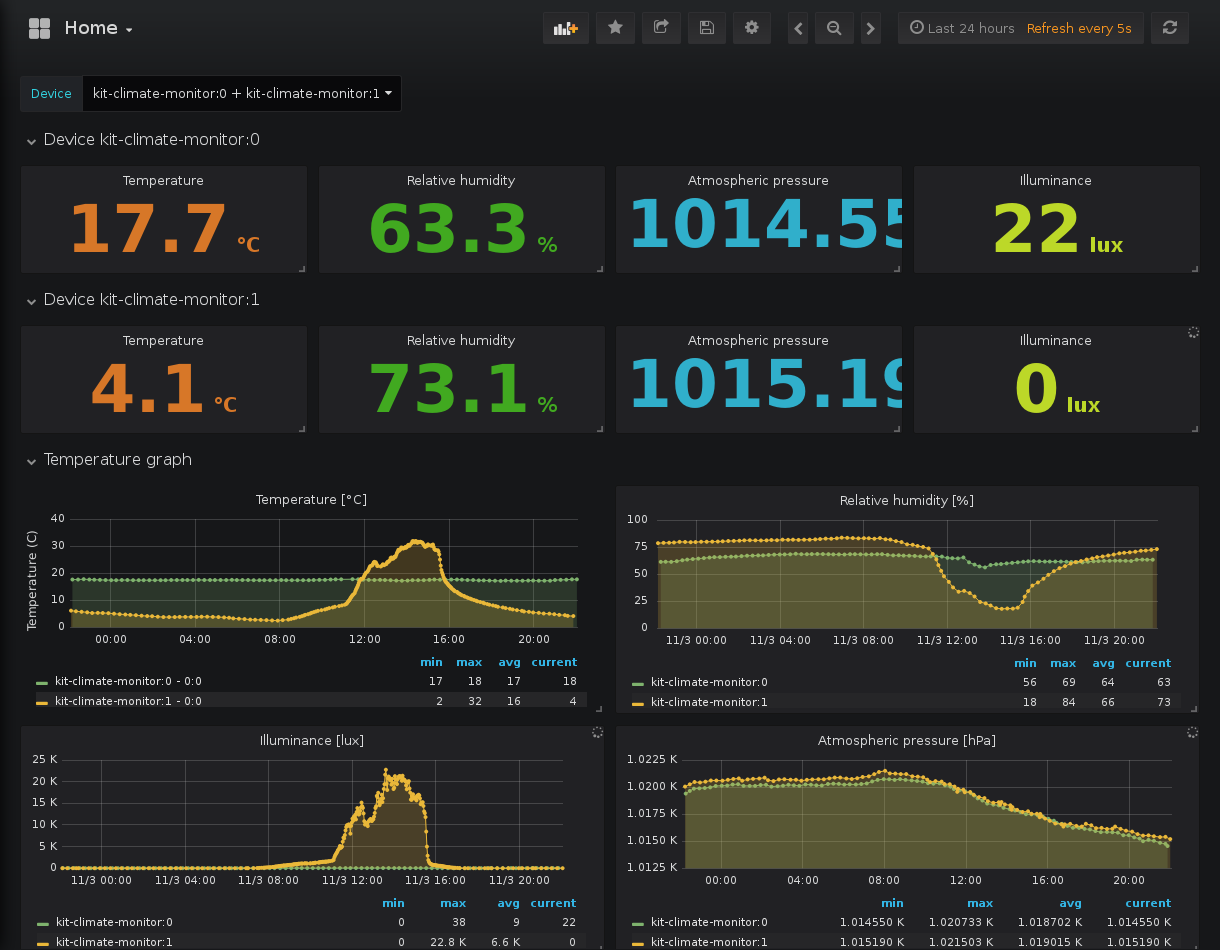 Home
Last 24 hours Refresh every 5s
Device kit-climate-monitor:0 + kit-climate-monitor:1
Device kit-climate-monitor:0
Temperature
17.7 °C
Relative humidity
63.3 %
Atmospheric pressure
1014.55
Illuminance
22 lux
Device kit-climate-monitor:1
Temperature
4.1 °C
Relative humidity
73.1 %
Atmospheric pressure
1015.19
Illuminance
0 lux
Temperature graph
Temperature [°C]
Temperature (C)
40
30
20
10
0
00:00 04:00 08:00 12:00 16:00 20:00
min max avg current
kit-climate-monitor:0 - 0:0 17 18 17 18
kit-climate-monitor:1 - 0:0 2 32 16 4
Relative humidity [%]
100
75
50
25
0
11/3 00:00 11/3 04:00 11/3 08:00 11/3 12:00 11/3 16:00 11/3 20:00
min max avg current
kit-climate-monitor:0 56 69 64 63
kit-climate-monitor:1 18 84 66 73
Illuminance [lux]
25 K
20 K
15 K
10 K
5 K
0
11/3 00:00 11/3 04:00 11/3 08:00 11/3 12:00 11/3 16:00 11/3 20:00
min max avg current
kit-climate-monitor:0 0 38 9 22
kit-climate-monitor:1 0 22.8 K 6.6 K 0
Atmospheric pressure [hPa]
1.0225 K
1.0200 K
1.0175 K
1.0150 K
1.0125 K
00:00 04:00 08:00 12:00 16:00 20:00
min max avg current
kit-climate-monitor:0 1.014550 K 1.020733 K 1.018702 K 1.014550 K
kit-climate-monitor:1 1.015190 K 1.021503 K 1.019015 K 1.015190 K